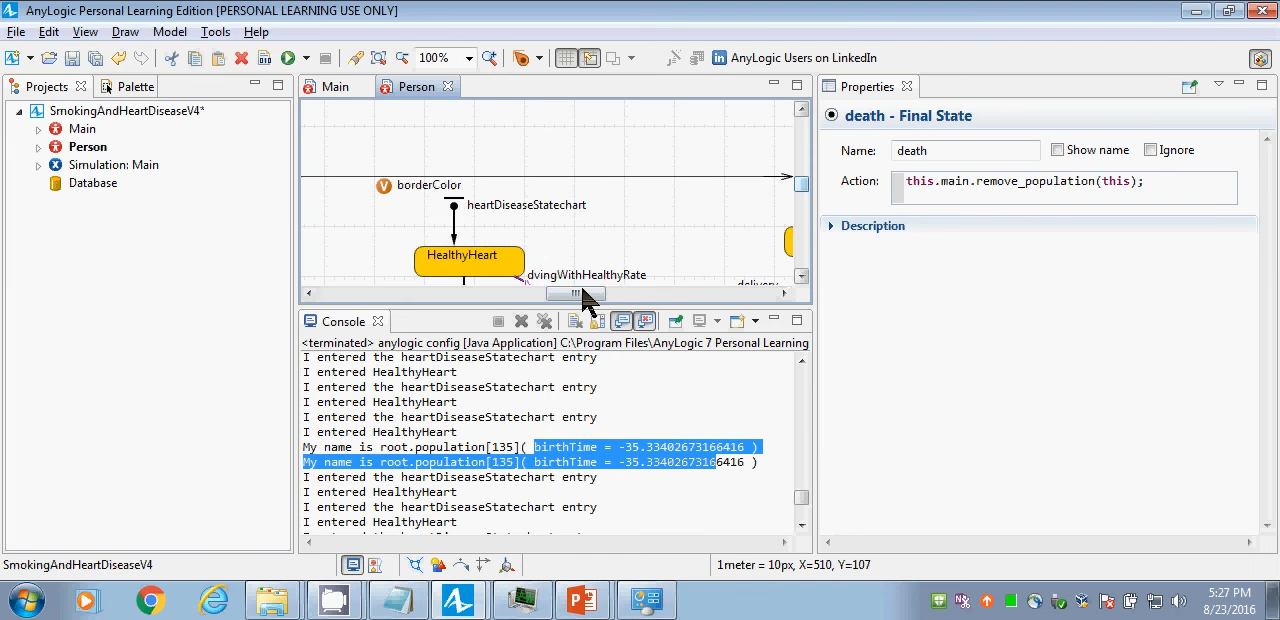 AnyLogic Personal Learning Edition [PERSONAL LEARNING USE ONLY]
File Edit View Draw Model Tools Help
100% AnyLogic Users on LinkedIn
Projects Palette
SmokingAndHeartDiseaseV4*
Main
Person
Simulation: Main
Database
Main Person
borderColor
heartDiseaseStatechart
HealthyHeart
dyingWithHealthyRate
delivery
Console
<terminated> anylogic config [Java Application] C:\Program Files\AnyLogic 7 Personal Learning
I entered the heartDiseaseStatechart entry
I entered HealthyHeart
I entered the heartDiseaseStatechart entry
I entered HealthyHeart
I entered the heartDiseaseStatechart entry
I entered HealthyHeart
My name is root.population[135]( birthTime = -35.33402673166416 )
My name is root.population[135]( birthTime = -35.33402673166416 )
I entered the heartDiseaseStatechart entry
I entered HealthyHeart
I entered the heartDiseaseStatechart entry
I entered HealthyHeart
Properties
death - Final State
Name: death Show name Ignore
Action: this.main.remove_population(this);
Description
SmokingAndHeartDiseaseV4
1meter = 10px, X=510, Y=107
5:27 PM
8/23/2016